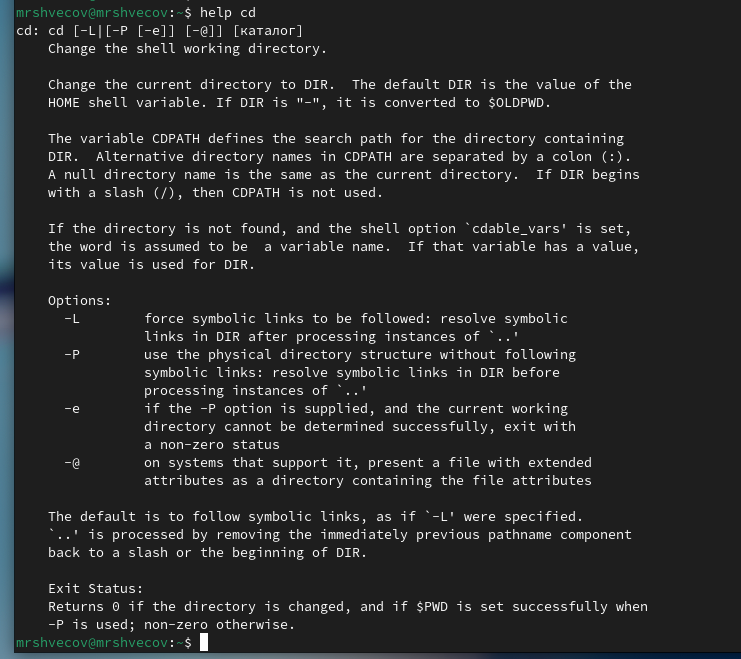 mrshvecov@mrshvecov:~$ help cd
cd: cd [-L|[-P [-e]] [-@]] [каталог]
    Change the shell working directory.

    Change the current directory to DIR.  The default DIR is the value of the
    HOME shell variable. If DIR is "-", it is converted to $OLDPWD.

    The variable CDPATH defines the search path for the directory containing
    DIR.  Alternative directory names in CDPATH are separated by a colon (:).
    A null directory name is the same as the current directory.  If DIR begins
    with a slash (/), then CDPATH is not used.

    If the directory is not found, and the shell option `cdable_vars' is set,
    the word is assumed to be  a variable name.  If that variable has a value,
    its value is used for DIR.

    Options:
      -L        force symbolic links to be followed: resolve symbolic
                links in DIR after processing instances of `..'
      -P        use the physical directory structure without following
                symbolic links: resolve symbolic links in DIR before
                processing instances of `..'
      -e        if the -P option is supplied, and the current working
                directory cannot be determined successfully, exit with
                a non-zero status
      -@        on systems that support it, present a file with extended
                attributes as a directory containing the file attributes

    The default is to follow symbolic links, as if `-L' were specified.
    `..' is processed by removing the immediately previous pathname component
    back to a slash or the beginning of DIR.

    Exit Status:
    Returns 0 if the directory is changed, and if $PWD is set successfully when
    -P is used; non-zero otherwise.
mrshvecov@mrshvecov:~$